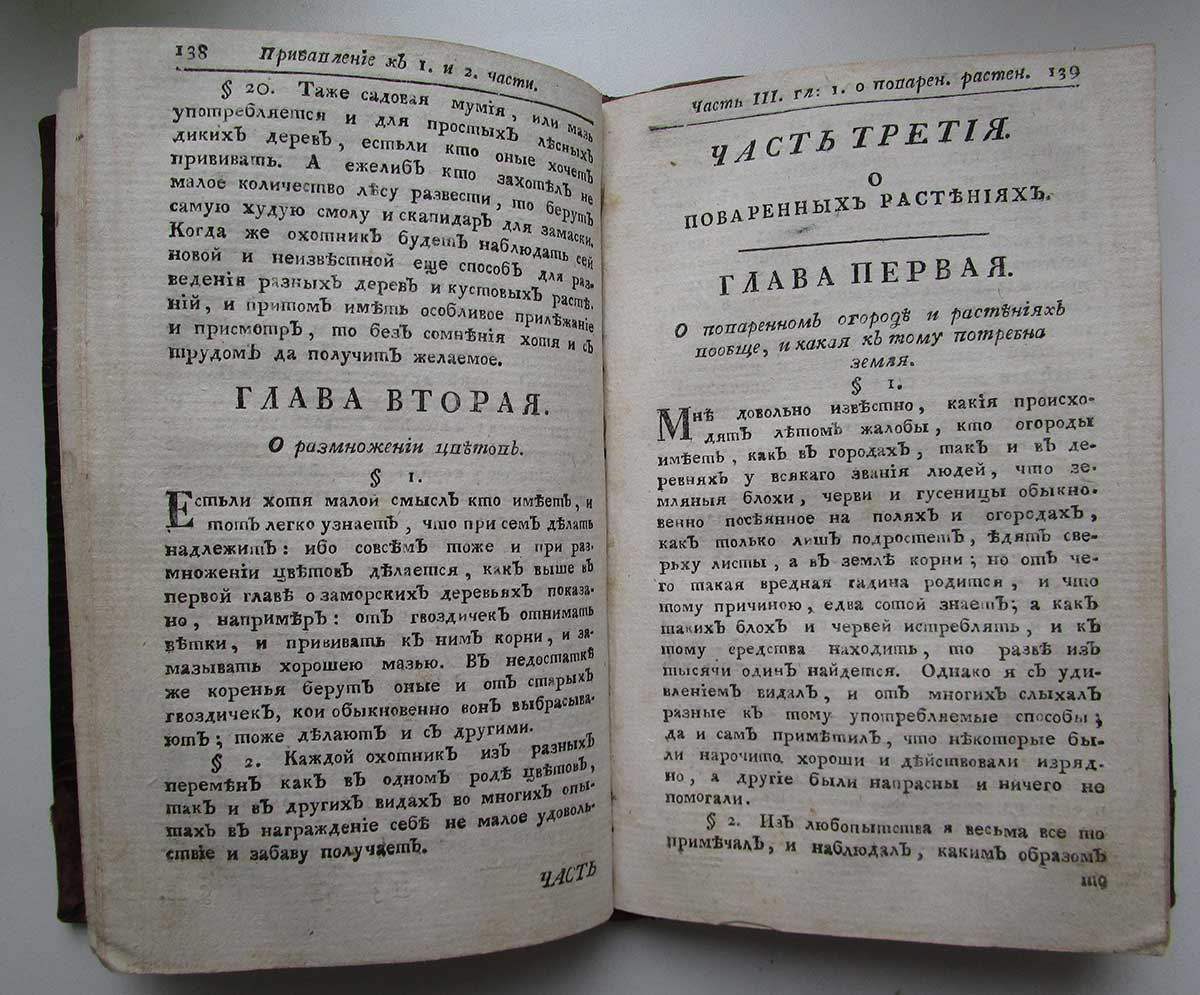 138 Прибавленіе кЪ 1. и 2. части.
§ 20. Таже садовая мумія, или мазь
употребляется и для простыхЪ лѣсныхЪ
дикихЪ деревЪ, естьли кто оные хочетЪ
прививать. А ежелибЪ кто захотѣлЪ не
малое количество лѣсу развести, то берутЪ
самую худую смолу и скапидарЪ для замаски.
Когда же охотникЪ будетЪ наблюдать сей
новой и неизвѣстной еще способЪ для раз-
веденія разныхЪ деревЪ и кустовыхЪ растѣ-
ній, и притомЪ имѣть особливое прилѣжаніе
и присмотрЪ, то безЪ сомнѣнія хотя и сЪ
трудомЪ да получитЪ желаемое.
ГЛАВА ВТОРАЯ.
О размноженіи цвѣтовЪ.
§ 1.
Естьли хотя малой смыслЪ кто имѣетЪ, и
тотЪ легко узнаетЪ, что при семЪ дѣлать
надлежитЪ: ибо совсѣмЪ тоже и при раз-
множеніи цвѣтовЪ дѣлается, какЪ выше вЪ
первой главѣ о заморскихЪ деревьяхЪ показа-
но, напримѣрЪ: отЪ гвоздичекЪ отнимать
вѣтки, и прививать кЪ нимЪ корни, и за-
мазывать хорошею мазью. ВЪ недостаткѣ
же коренья берутЪ оные и отЪ старыхЪ
гвоздичекЪ, кои обыкновенно вонЪ выбрасыва-
ютЪ; тоже дѣлаютЪ и сЪ другими.
§ 2. Каждой охотникЪ изЪ разныхЪ
перемѣнЪ какЪ вЪ одномЪ родѣ цвѣтовЪ,
такЪ и вЪ другихЪ видахЪ во многихЪ опы-
тахЪ вЪ награжденіе себѣ не малое удоволь-
ствіе и забаву получаетЪ.
ЧАСТЬ
Часть III. гл: 1. о поварен. растен. 139
ЧАСТЬ ТРЕТІЯ.
О
ПОВАРЕННЫХЪ РАСТѢНІЯХЪ.
ГЛАВА ПЕРВАЯ.
О поваренномЪ огородѣ и растѣніяхЪ
вообще, и какая кЪ тому потребна
земля.
§ 1.
Мнѣ довольно извѣстно, какія происхо-
дятЪ лѣтомЪ жалобы, кто огороды
имѣетЪ, какЪ вЪ городахЪ, такЪ и вЪ де-
ревняхЪ у всякаго званія людей, что зе-
мляныя блохи, черви и гусеницы обыкно-
венно посѣянное на поляхЪ и огородахЪ,
какЪ только лишЪ подростетЪ, ѣдятЪ све-
рьху листы, а вЪ землѣ корни; но отЪ че-
го такая вредная гадина родится, и что
тому причиною, едва сотой знаетЪ; а какЪ
такихЪ блохЪ и червей истреблять, и кЪ
тому средства находить, то развѣ изЪ
тысячи одинЪ найдется. Однако я сЪ уди-
вленіемЪ видалЪ, и отЪ многихЪ слыхалЪ
разные кЪ тому употребляемые способы;
да и самЪ примѣтилЪ, что нѣкоторые бы-
ли нарочито хороши и дѣйствовали изряд-
но, а другіе были напрасны и ничего не
помогали.
§ 2. ИзЪ любопытства я весьма все то
примѣчалЪ, и наблюдалЪ, какимЪ образомЪ